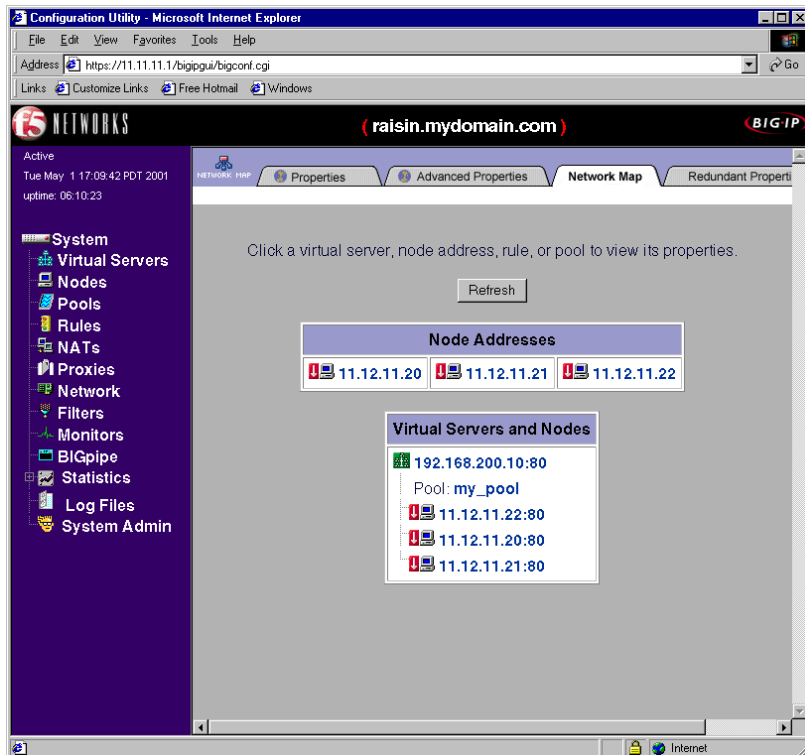 Configuration Utility - Microsoft Internet Explorer
File Edit View Favorites Tools Help
Address https://11.11.11.1/bigipgui/bigconf.cgi Go
Links Customize Links Free Hotmail Windows
f5 NETWORKS ( raisin.mydomain.com ) BIG-IP
Active
Tue May 1 17:09:42 PDT 2001
uptime: 06:10:23
NETWORK MAP Properties Advanced Properties Network Map Redundant Properti
System
Virtual Servers
Nodes
Pools
Rules
NATs
Proxies
Network
Filters
Monitors
BIGpipe
Statistics
Log Files
System Admin
Click a virtual server, node address, rule, or pool to view its properties.
Refresh
Node Addresses
11.12.11.20 11.12.11.21 11.12.11.22
Virtual Servers and Nodes
192.168.200.10:80
Pool: my_pool
11.12.11.22:80
11.12.11.20:80
11.12.11.21:80
Internet